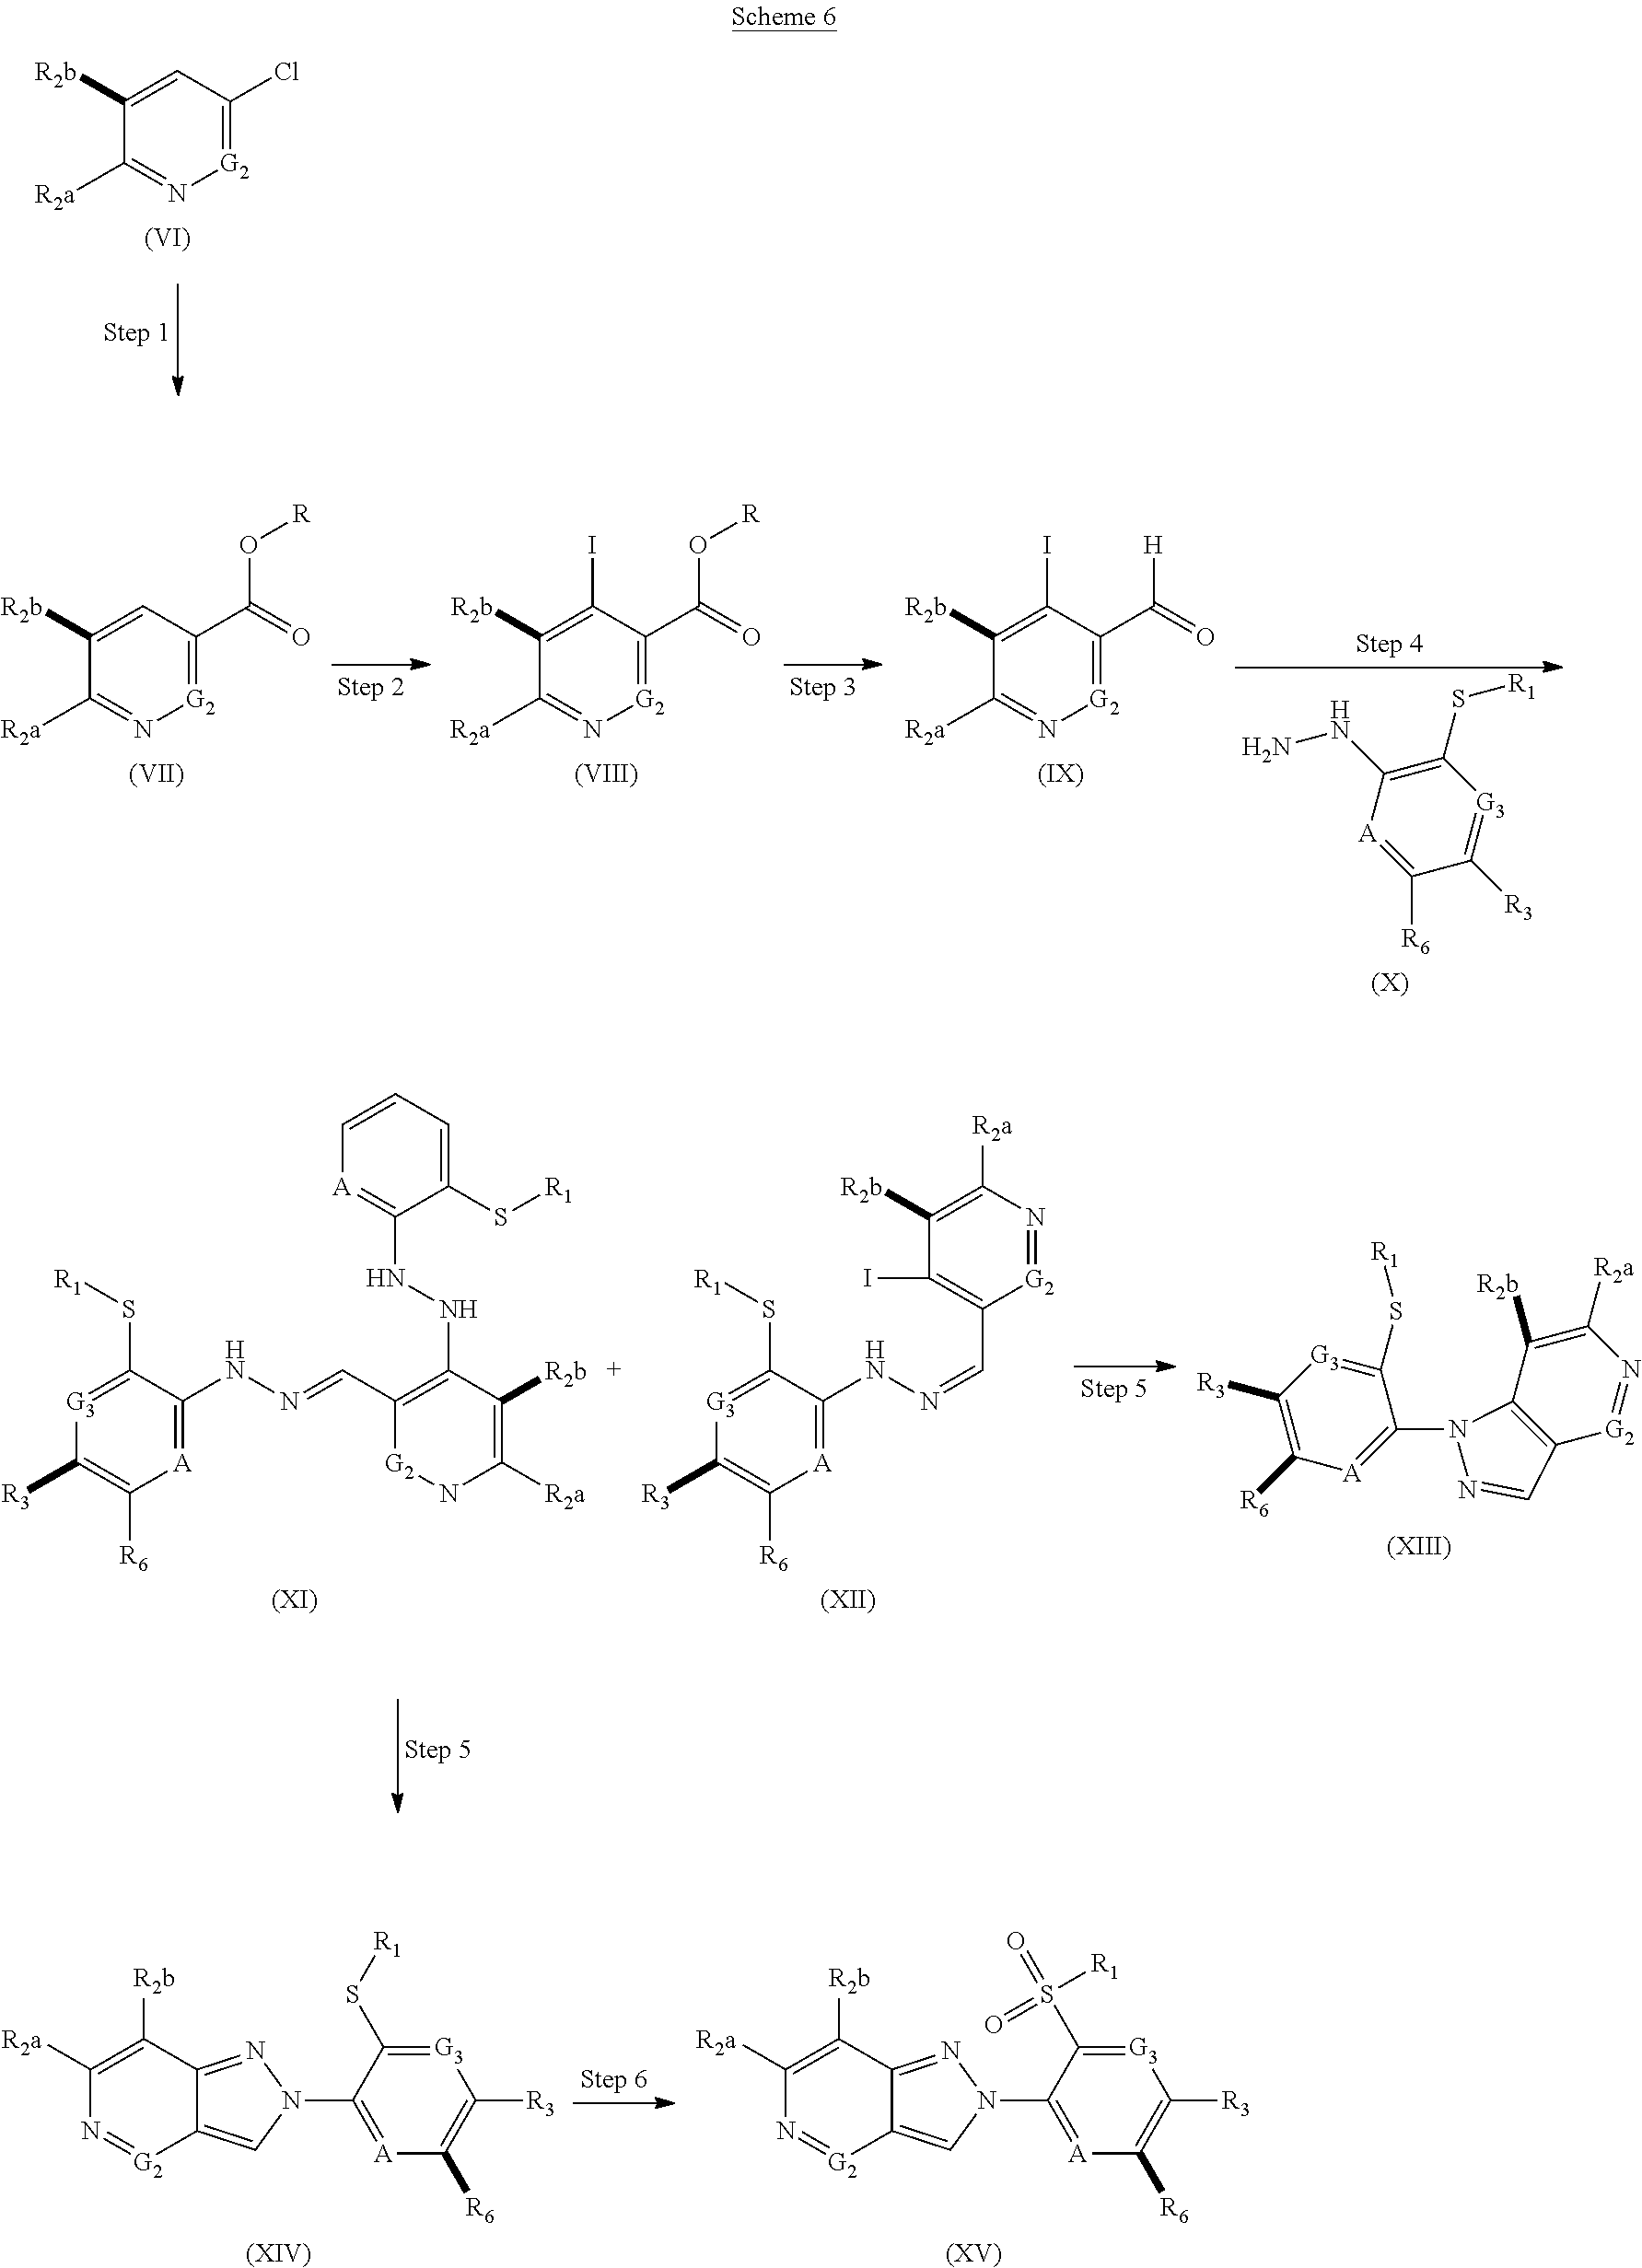 Scheme 6
R2b
Cl
G2
R2a
N
(VI)
Step 1
R
O
R2b
O
G2
R2a
N
(VII)
Step 2
R
I
O
R2b
O
G2
R2a
N
(VIII)
Step 3
I
H
R2b
O
G2
R2a
N
(IX)
Step 4
S
R1
H
N
H2N
G3
A
R3
R6
(X)
A
R1
S
HN
NH
R1
S
H
N
N
R2b
G3
A
G2
N
R3
R2a
R6
(XI)
+
R2a
R2b
N
I
G2
R1
S
H
N
N
G3
A
R3
R6
(XII)
Step 5
R1
S
R2b
R2a
G3
N
R3
N
G2
A
N
R6
(XIII)
Step 5
R1
R2b
S
R2a
N
G3
N
R3
N
G2
A
R6
(XIV)
Step 6
O
R1
R2b
S
O
R2a
N
G3
N
R3
N
G2
A
R6
(XV)